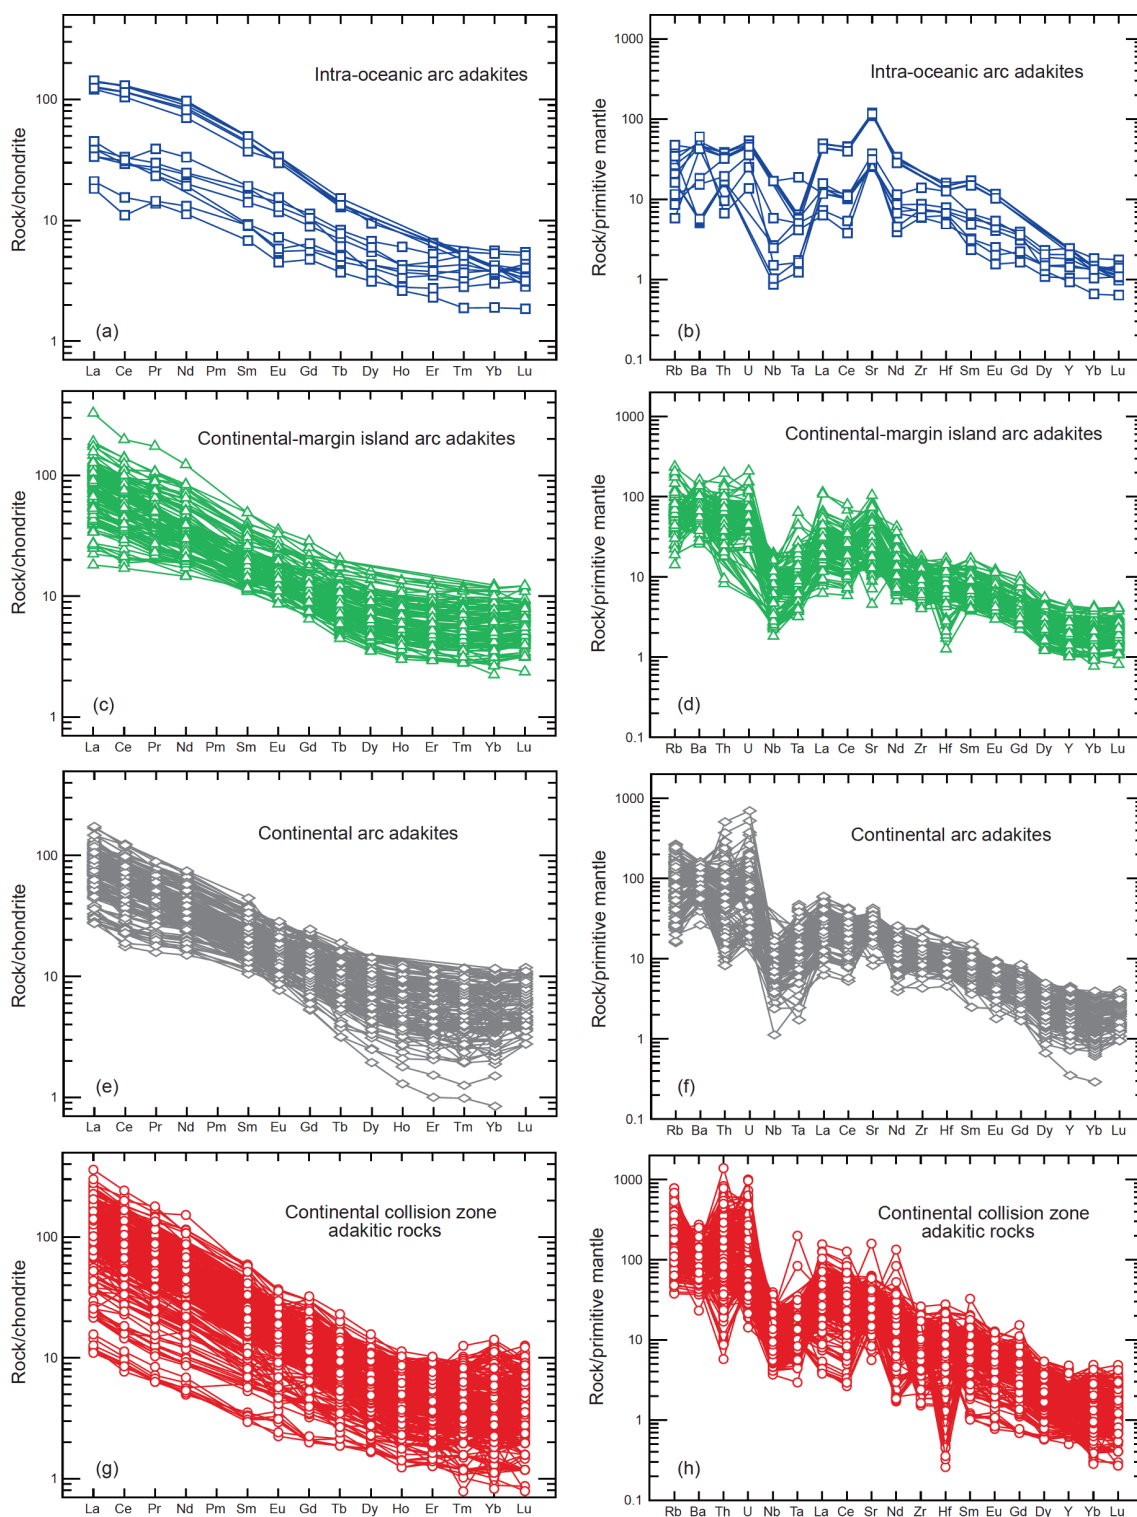 Intra-oceanic arc adakites
100
10
1
Rock/chondrite
(a)
La Ce Pr Nd Pm Sm Eu Gd Tb Dy Ho Er Tm Yb Lu
Intra-oceanic arc adakites
1000
100
10
1
0.1
Rock/primitive mantle
(b)
Rb Ba Th U Nb Ta La Ce Sr Nd Zr Hf Sm Eu Gd Dy Y Yb Lu
Continental-margin island arc adakites
100
10
1
Rock/chondrite
(c)
La Ce Pr Nd Pm Sm Eu Gd Tb Dy Ho Er Tm Yb Lu
Continental-margin island arc adakites
1000
100
10
1
0.1
Rock/primitive mantle
(d)
Rb Ba Th U Nb Ta La Ce Sr Nd Zr Hf Sm Eu Gd Dy Y Yb Lu
Continental arc adakites
100
10
1
Rock/chondrite
(e)
La Ce Pr Nd Pm Sm Eu Gd Tb Dy Ho Er Tm Yb Lu
Continental arc adakites
1000
100
10
1
0.1
Rock/primitive mantle
(f)
Rb Ba Th U Nb Ta La Ce Sr Nd Zr Hf Sm Eu Gd Dy Y Yb Lu
Continental collision zone
adakitic rocks
100
10
1
Rock/chondrite
(g)
La Ce Pr Nd Pm Sm Eu Gd Tb Dy Ho Er Tm Yb Lu
Continental collision zone
adakitic rocks
1000
100
10
1
0.1
Rock/primitive mantle
(h)
Rb Ba Th U Nb Ta La Ce Sr Nd Zr Hf Sm Eu Gd Dy Y Yb Lu